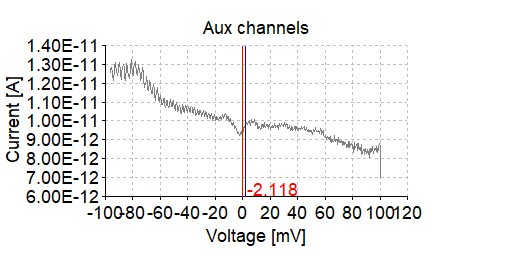 Aux channels
1.40E-11
1.30E-11
1.20E-11
1.10E-11
1.00E-11
9.00E-12
8.00E-12
7.00E-12
6.00E-12
Current [A]
-2.118
-100 -80 -60 -40 -20 0 20 40 60 80 100 120
Voltage [mV]